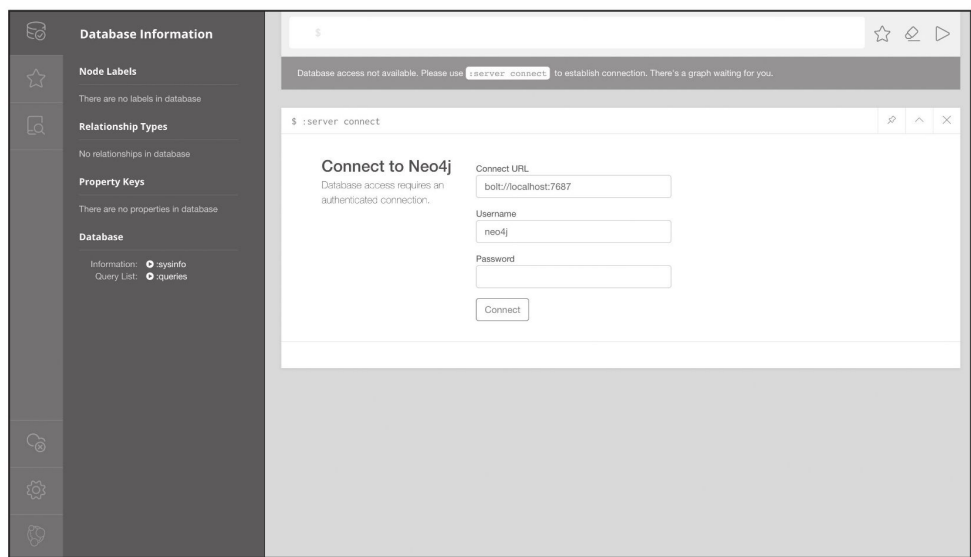 Database Information
Node Labels
There are no labels in database
Relationship Types
No relationships in database
Property Keys
There are no properties in database
Database
Information: :sysinfo
Query List: :queries
$
Database access not available. Please use :server connect to establish connection. There's a graph waiting for you.
$ :server connect
Connect to Neo4j
Database access requires an
authenticated connection.
Connect URL
bolt://localhost:7687
Username
neo4j
Password
Connect